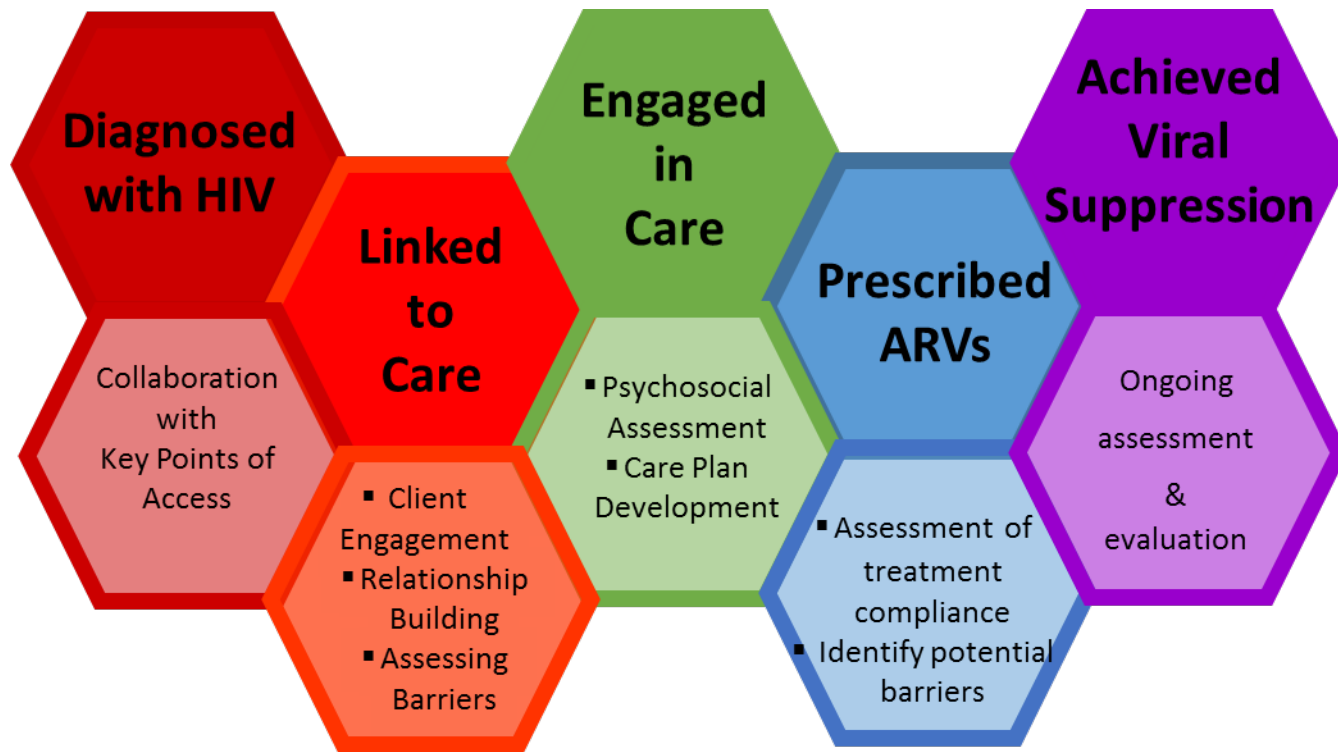 Diagnosed
with HIV
Collaboration
with
Key Points of
Access
Linked
to
Care
▪ Client
Engagement
▪ Relationship
Building
▪ Assessing
Barriers
Engaged
in
Care
▪ Psychosocial
Assessment
▪ Care Plan
Development
Prescribed
ARVs
▪ Assessment of
treatment
compliance
▪ Identify potential
barriers
Achieved
Viral
Suppression
Ongoing
assessment
&
evaluation